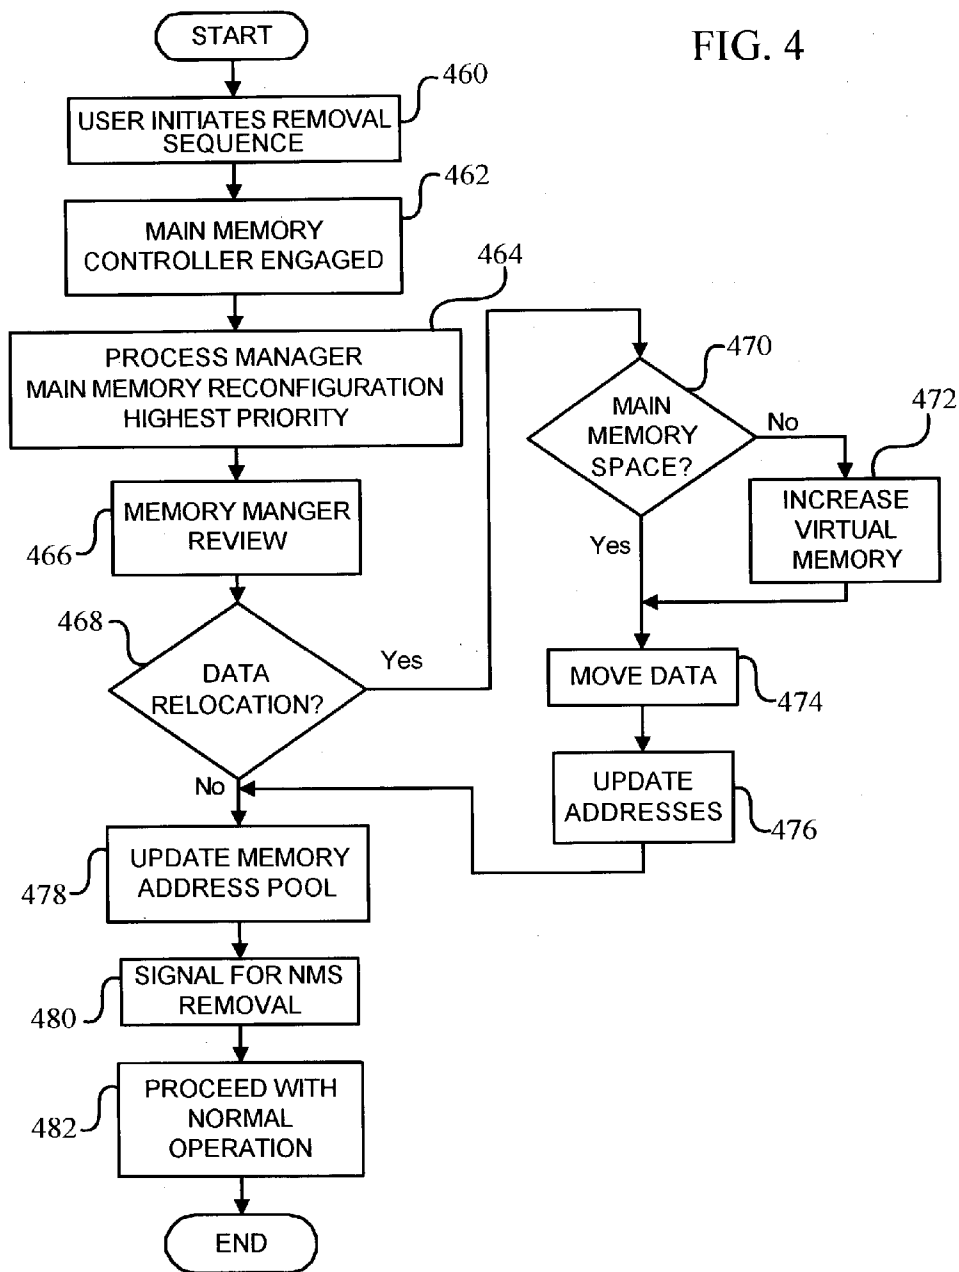 FIG. 4
START
460
USER INITIATES REMOVAL
SEQUENCE
462
MAIN MEMORY
CONTROLLER ENGAGED
464
PROCESS MANAGER
MAIN MEMORY RECONFIGURATION
HIGHEST PRIORITY
466
MEMORY MANGER
REVIEW
468
DATA
RELOCATION?
Yes
No
470
MAIN
MEMORY
SPACE?
No
Yes
472
INCREASE
VIRTUAL
MEMORY
MOVE DATA
474
UPDATE
ADDRESSES
476
478
UPDATE MEMORY
ADDRESS POOL
480
SIGNAL FOR NMS
REMOVAL
482
PROCEED WITH
NORMAL
OPERATION
END